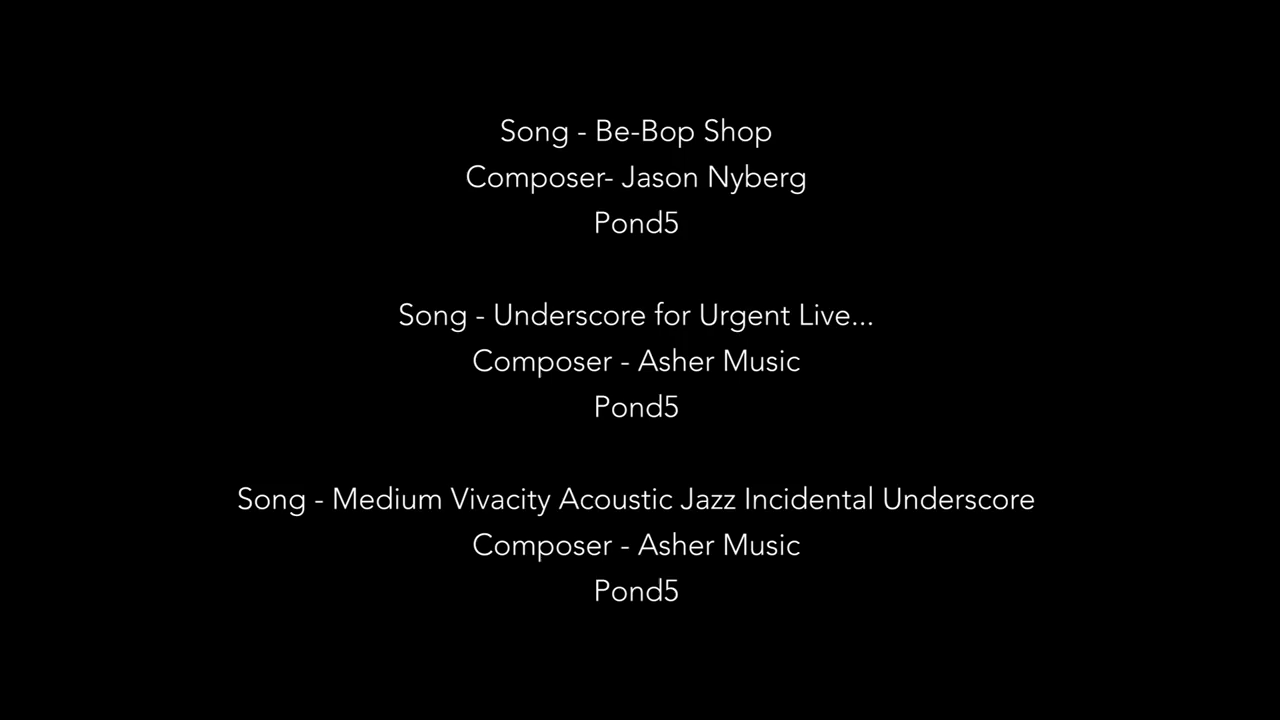 Song - Be-Bop Shop
Composer- Jason Nyberg
Pond5
Song - Underscore for Urgent Live...
Composer - Asher Music
Pond5
Song - Medium Vivacity Acoustic Jazz Incidental Underscore
Composer - Asher Music
Pond5